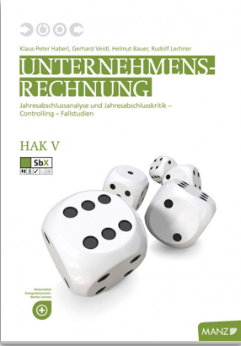 Klaus-Peter Haberl, Gerhard Veidl, Helmut Bauer, Rudolf Lechner
UNTERNEHMENS-
RECHNUNG
Jahresabschlussanalyse und Jahresabschlusskritik –
Controlling – Fallstudien
HAK V
SbX
MANZ